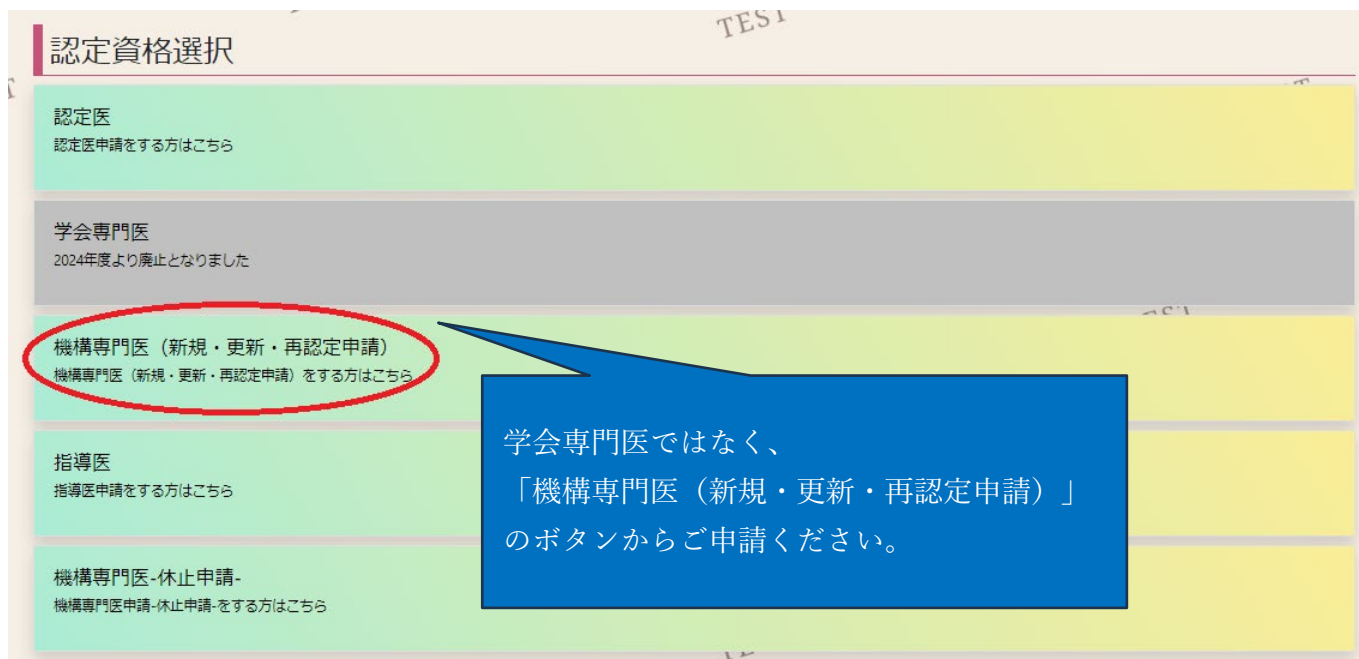 TEST
認定資格選択
認定医
認定医申請をする方はこちら
学会専門医
2024年度より廃止となりました
機構専門医（新規・更新・再認定申請）
機構専門医（新規・更新・再認定申請）をする方はこちら
学会専門医ではなく、
「機構専門医（新規・更新・再認定申請）」
のボタンからご申請ください。
指導医
指導医申請をする方はこちら
機構専門医-休止申請-
機構専門医申請-休止申請-をする方はこちら